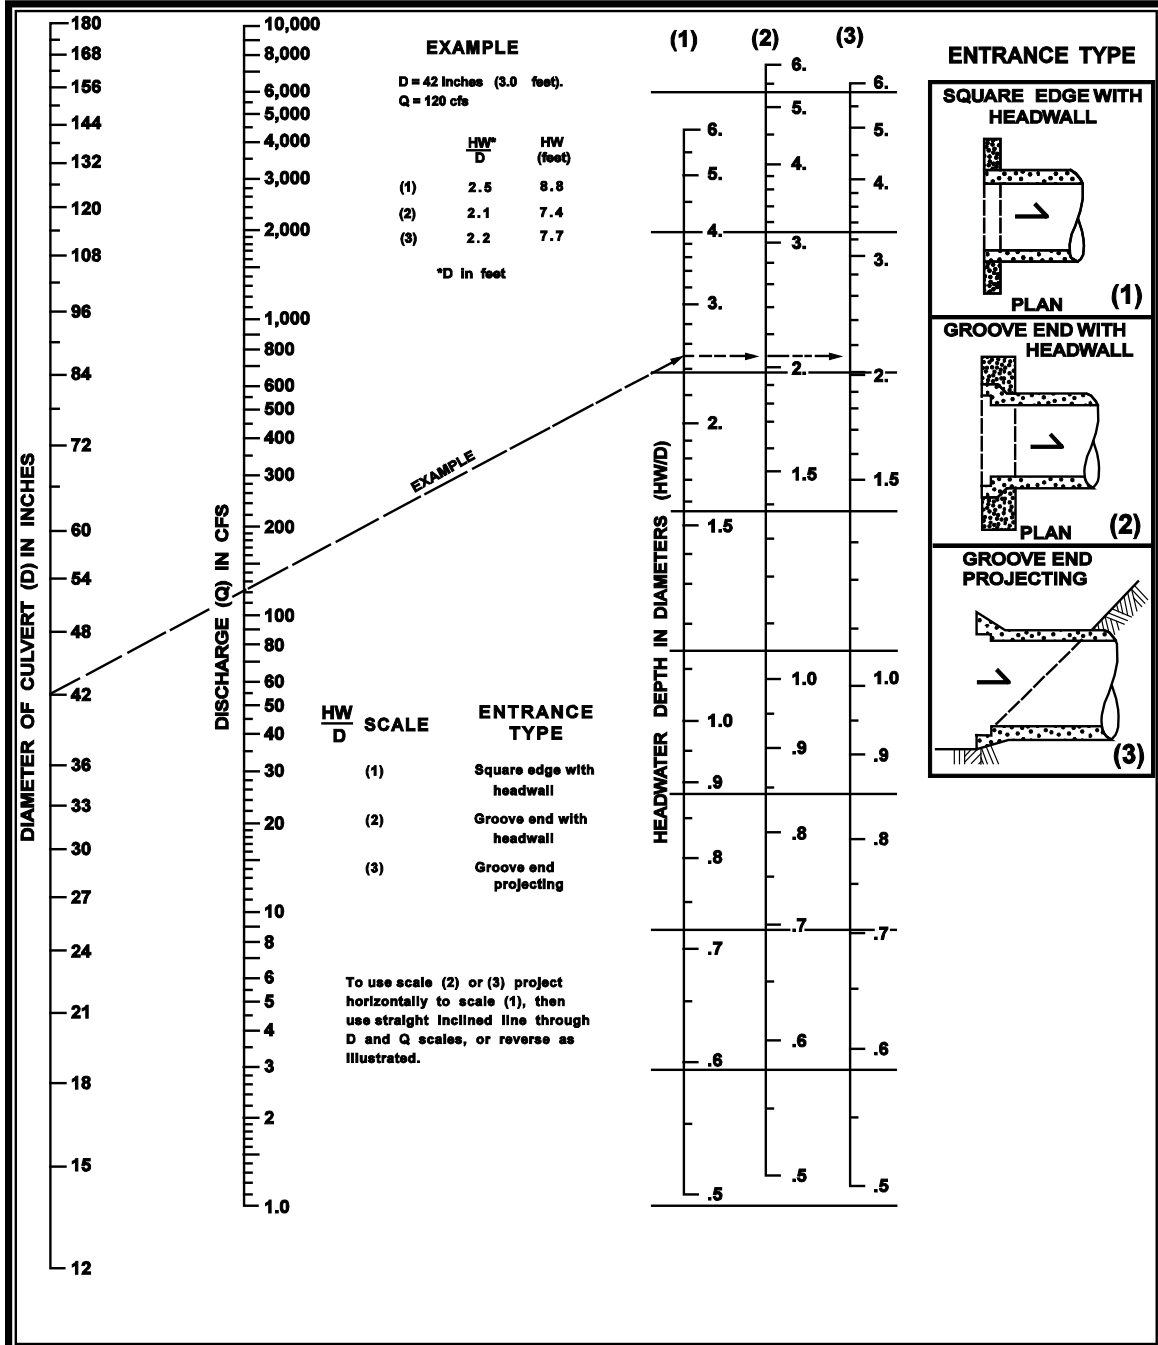 180
168
156
144
132
120
108
96
84
72
60
54
48
42
36
33
30
27
24
21
18
15
12
DIAMETER OF CULVERT (D) IN INCHES
10,000
8,000
6,000
5,000
4,000
3,000
2,000
1,000
800
600
500
400
300
200
100
80
60
50
40
30
20
10
8
6
5
4
3
2
1.0
DISCHARGE (Q) IN CFS
EXAMPLE
D = 42 inches (3.0 feet).
Q = 120 cfs
HW* HW
D (feet)
(1) 2.5 8.8
(2) 2.1 7.4
(3) 2.2 7.7
*D in feet
EXAMPLE
HW
D SCALE
ENTRANCE
TYPE
(1) Square edge with
headwall
(2) Groove end with
headwall
(3) Groove end
projecting
To use scale (2) or (3) project
horizontally to scale (1), then
use straight inclined line through
D and Q scales, or reverse as
illustrated.
HEADWATER DEPTH IN DIAMETERS (HW/D)
(1)
6.
5.
4.
3.
2.
1.5
1.0
.9
.8
.7
.6
.5
(2)
6.
5.
4.
3.
2.
1.5
1.0
.9
.8
.7
.6
.5
(3)
6.
5.
4.
3.
2.
1.5
1.0
.9
.8
.7
.6
.5
ENTRANCE TYPE
SQUARE EDGE WITH
HEADWALL
PLAN
(1)
GROOVE END WITH
HEADWALL
PLAN
(2)
GROOVE END
PROJECTING
(3)